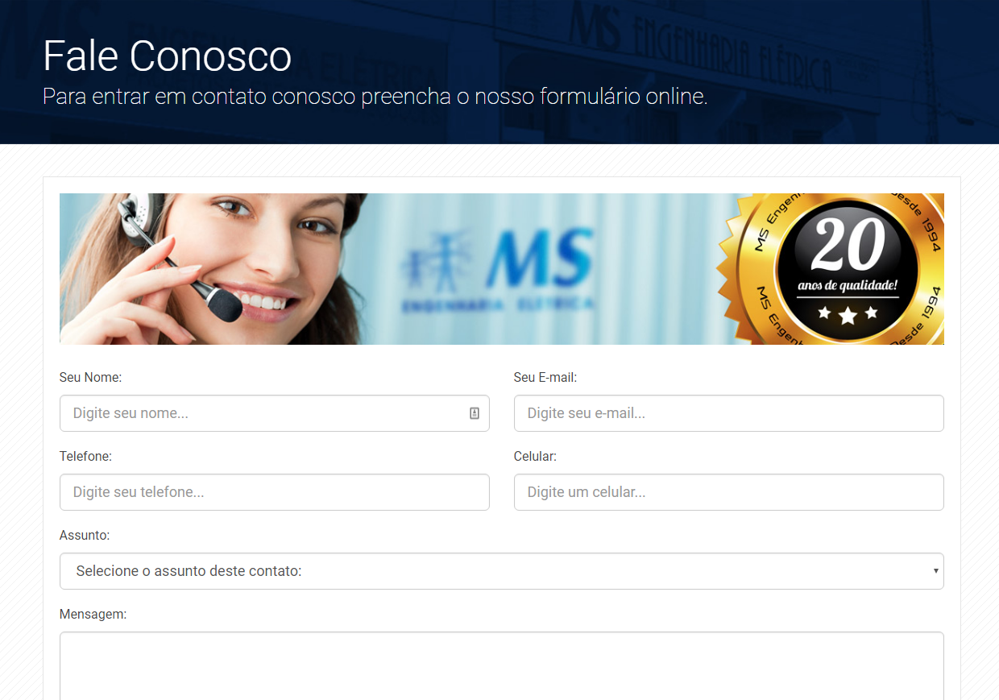 MS ENGENHARIA ELÉTRICA
Fale Conosco
Para entrar em contato conosco preencha o nosso formulário online.
MS
ENGENHARIA ELÉTRICA
MS Engenh
Desde 1994
20
anos de qualidade!
MS Engenh
Desde 1994
Seu Nome:
Seu E-mail:
Digite seu nome...
Digite seu e-mail...
Telefone:
Celular:
Digite seu telefone...
Digite um celular...
Assunto:
Selecione o assunto deste contato:
Mensagem: